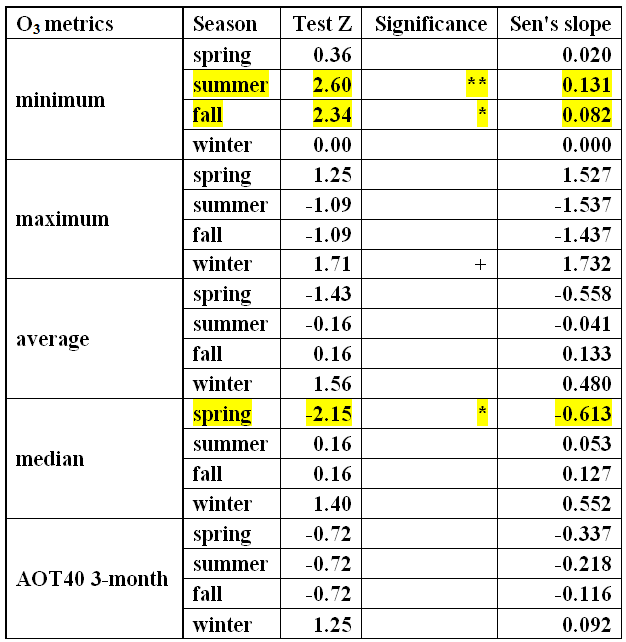 O₃ metrics Season Test Z Significance Sen's slope
minimum spring 0.36 0.020
summer 2.60 ** 0.131
fall 2.34 * 0.082
winter 0.00 0.000
maximum spring 1.25 1.527
summer -1.09 -1.537
fall -1.09 -1.437
winter 1.71 + 1.732
average spring -1.43 -0.558
summer -0.16 -0.041
fall 0.16 0.133
winter 1.56 0.480
median spring -2.15 * -0.613
summer 0.16 0.053
fall 0.16 0.127
winter 1.40 0.552
AOT40 3-month spring -0.72 -0.337
summer -0.72 -0.218
fall -0.72 -0.116
winter 1.25 0.092